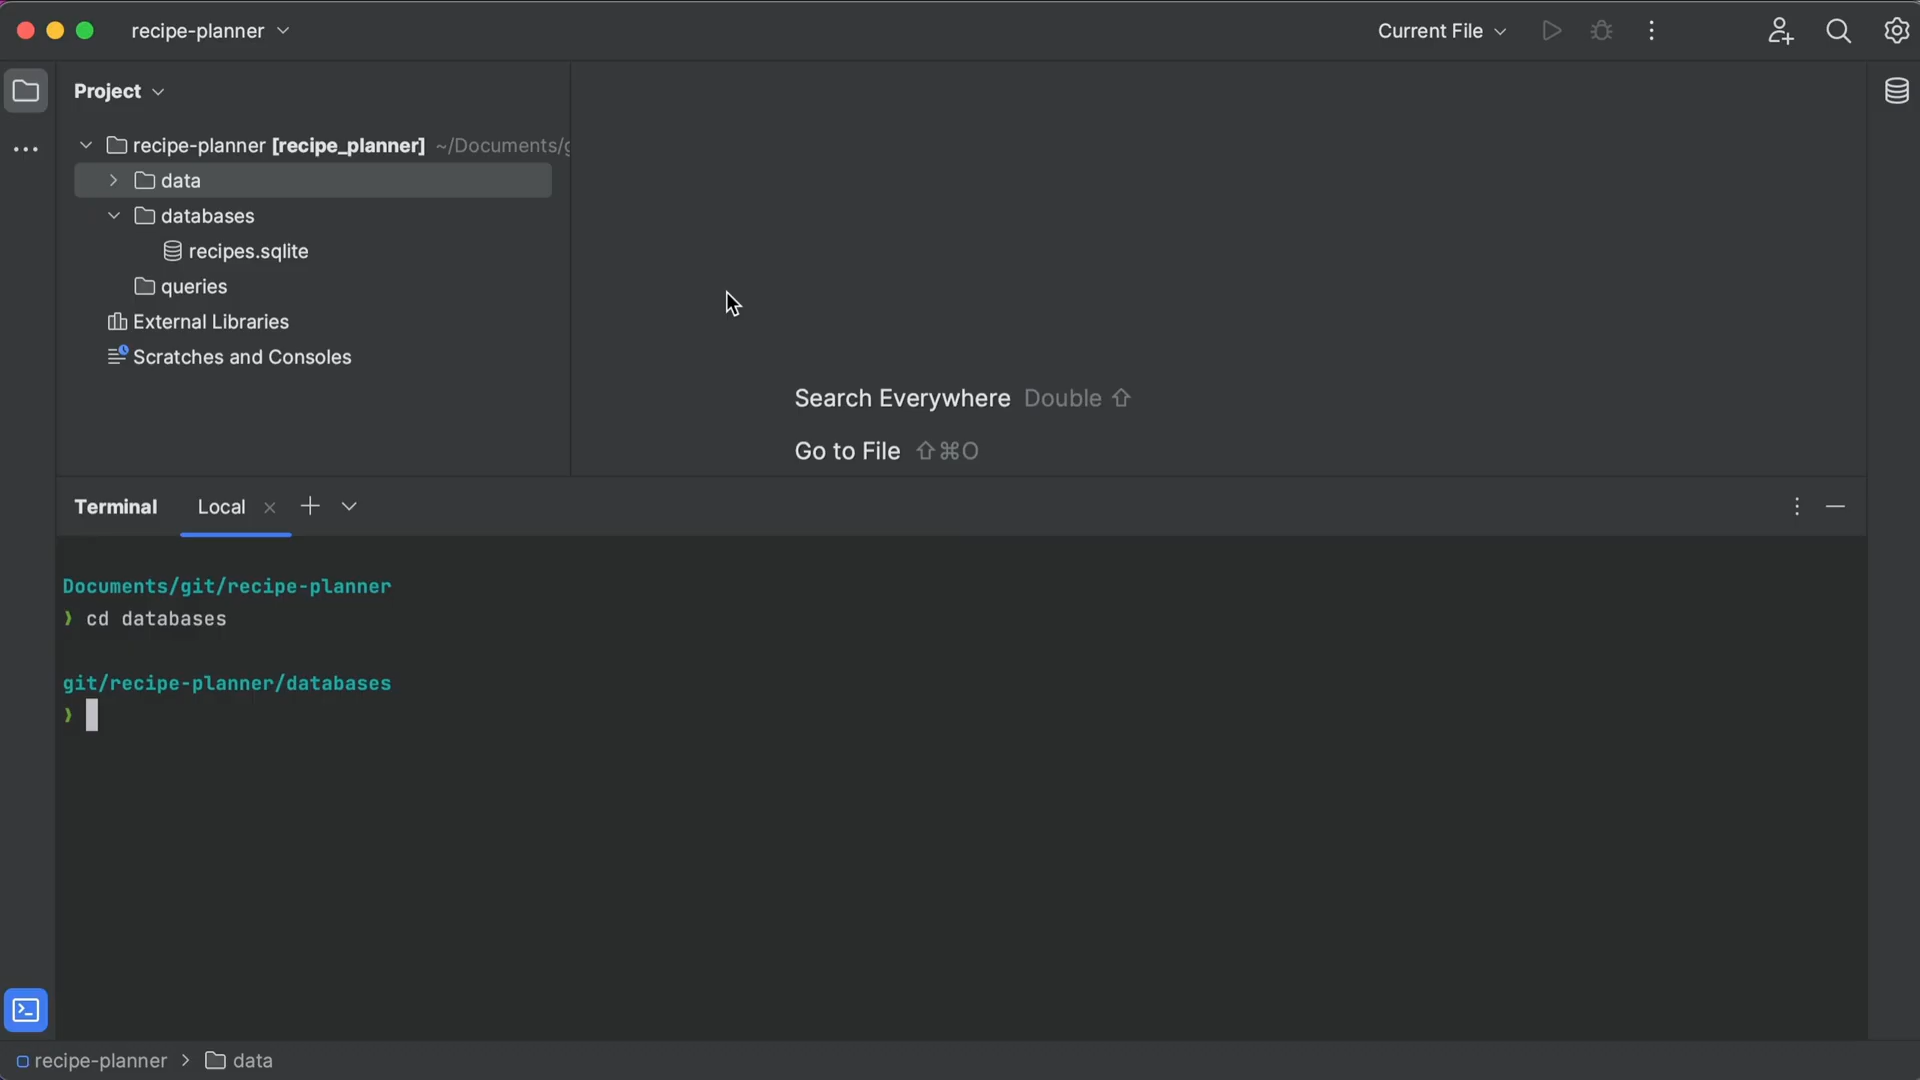 recipe-planner
Current File
Project
recipe-planner [recipe_planner] ~/Documents/g
data
databases
recipes.sqlite
queries
External Libraries
Scratches and Consoles
Search Everywhere Double ⇧
Go to File ⇧⌘O
Terminal Local
Documents/git/recipe-planner
❯ cd databases
git/recipe-planner/databases
❯
recipe-planner > data